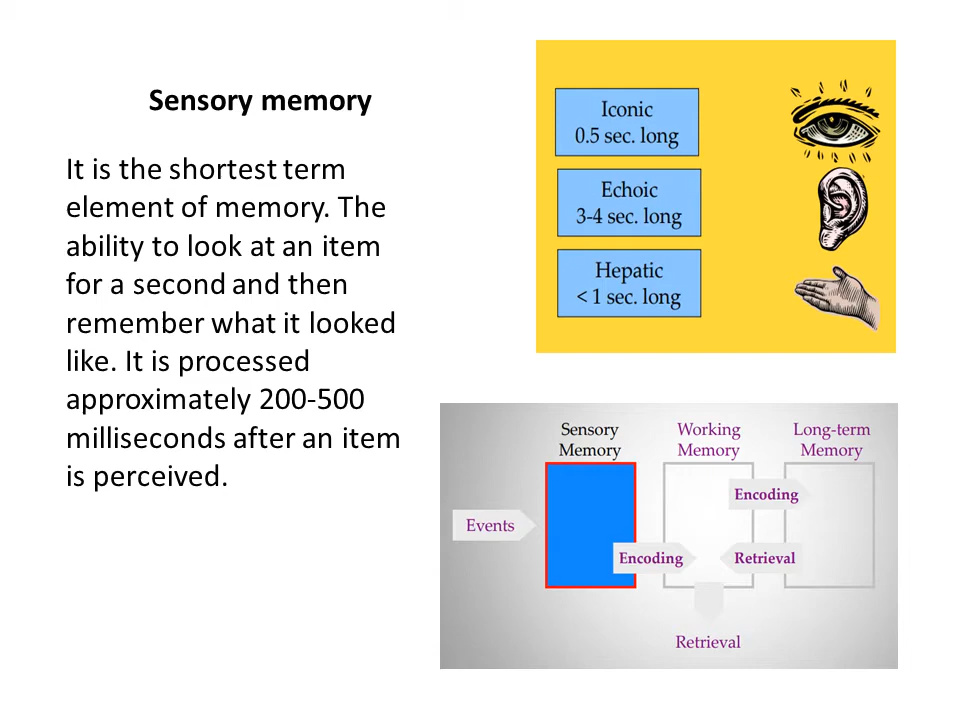 Sensory memory
It is the shortest term
element of memory. The
ability to look at an item
for a second and then
remember what it looked
like. It is processed
approximately 200-500
milliseconds after an item
is perceived.
Iconic
0.5 sec. long
Echoic
3-4 sec. long
Hepatic
< 1 sec. long
Sensory
Memory
Working
Memory
Long-term
Memory
Encoding
Events
Encoding
Retrieval
Retrieval